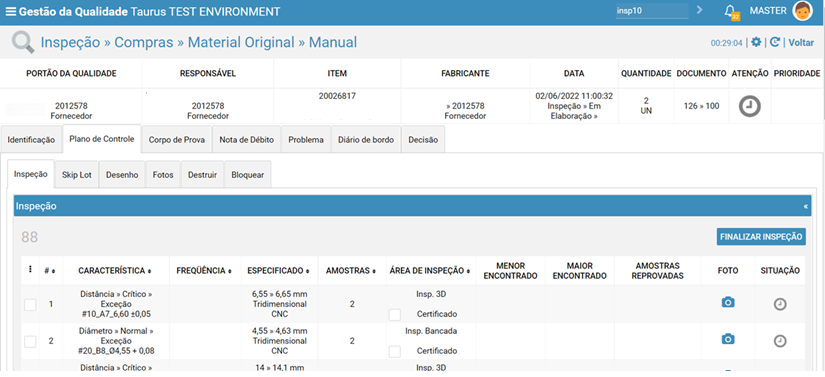 Gestão da Qualidade Taurus TEST ENVIRONMENT
insp10
32
MASTER
Inspeção » Compras » Material Original » Manual
00:29:04
Voltar
PORTÃO DA QUALIDADE RESPONSÁVEL ITEM FABRICANTE DATA QUANTIDADE DOCUMENTO ATENÇÃO PRIORIDADE
2012578
Fornecedor
2012578
Fornecedor
20026817
» 2012578
Fornecedor
02/06/2022 11:00:32
Inspeção » Em
Elaboração »
2
UN
126 » 100
Identificação Plano de Controle Corpo de Prova Nota de Débito Problema Diário de bordo Decisão
Inspeção Skip Lot Desenho Fotos Destruir Bloquear
Inspeção «
88
FINALIZAR INSPEÇÃO
# CARACTERÍSTICA FREQÜÊNCIA ESPECIFICADO AMOSTRAS ÁREA DE INSPEÇÃO MENOR ENCONTRADO MAIOR ENCONTRADO AMOSTRAS REPROVADAS FOTO SITUAÇÃO
1
Distância » Crítico »
Exceção
#10_A7_6,60 ±0,05
6,55 » 6,65 mm
Tridimensional
CNC
2
Insp. 3D
Certificado
2
Diâmetro » Normal »
Exceção
#20_B8_Ø4,55 + 0,08
4,55 » 4,63 mm
Tridimensional
CNC
2
Insp. Bancada
Certificado
Distância » Crítico »
14 » 14,1 mm
Insp. 3D